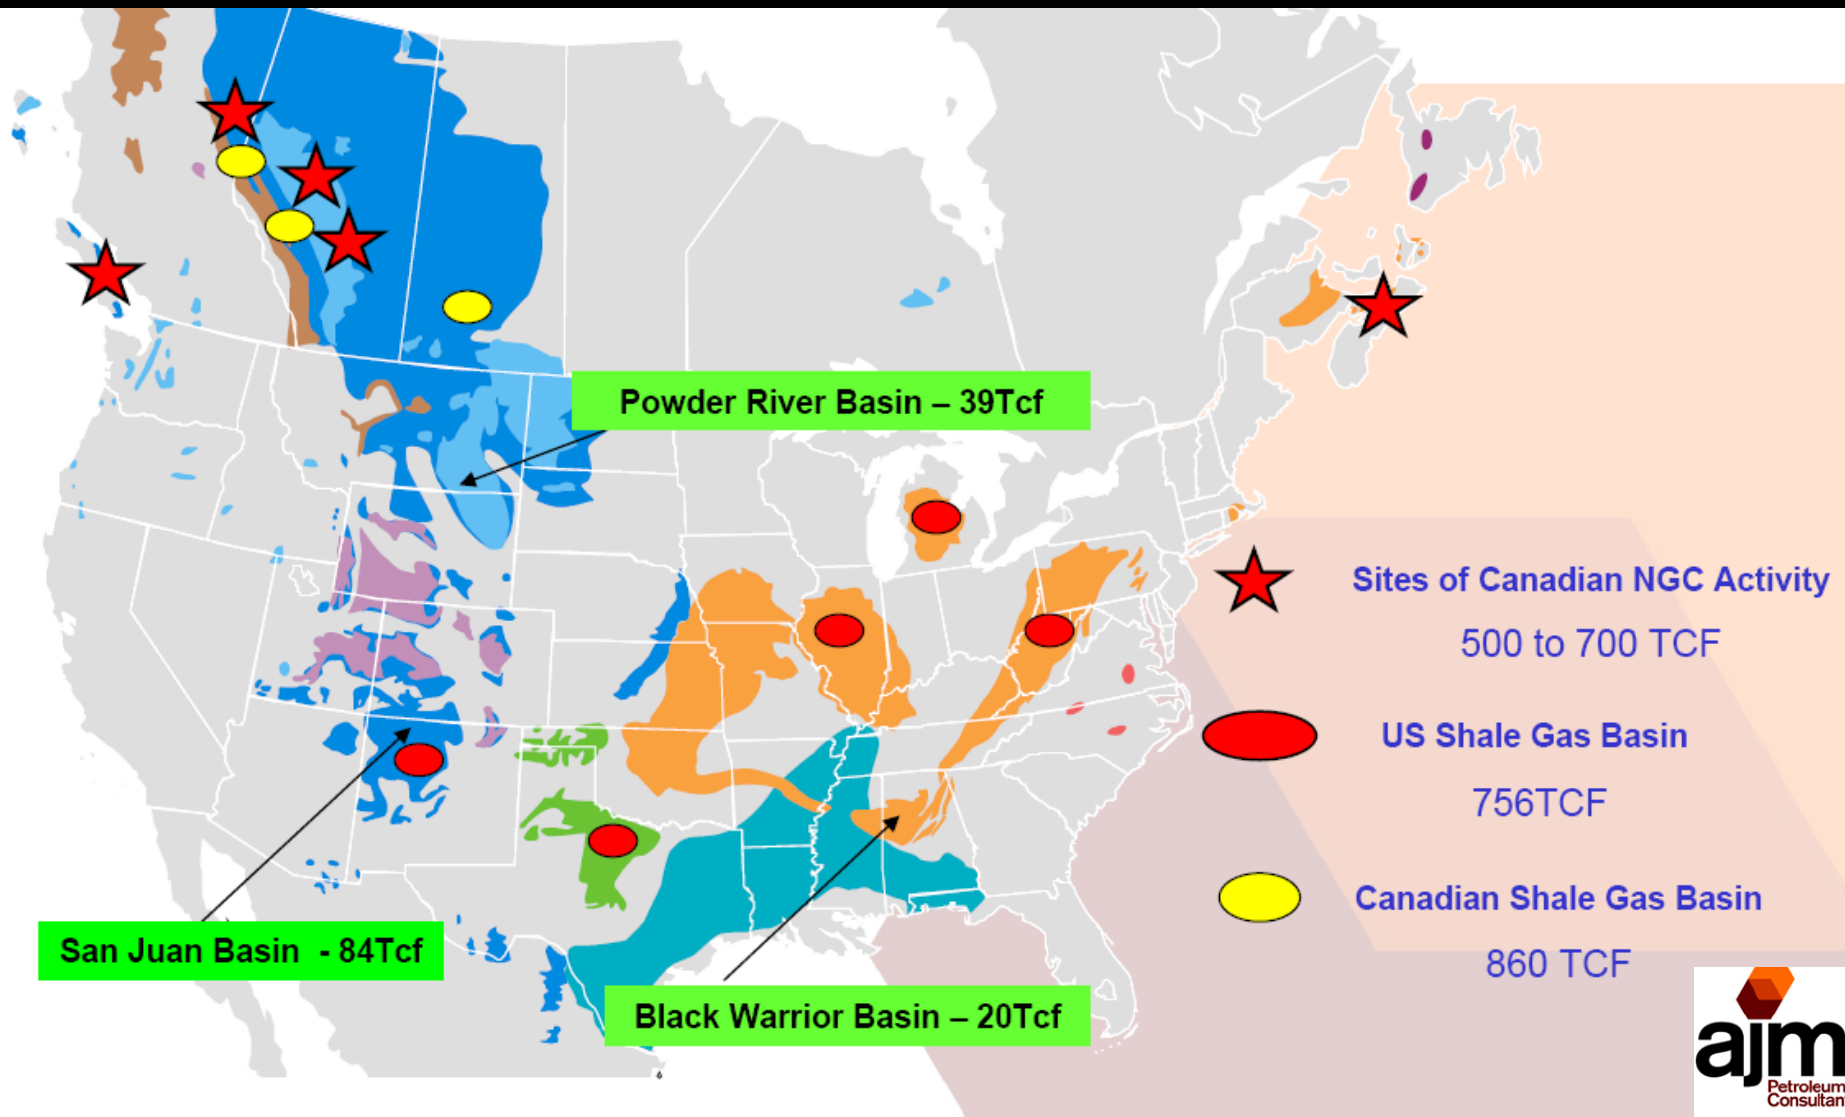 Powder River Basin – 39Tcf
Sites of Canadian NGC Activity
500 to 700 TCF
US Shale Gas Basin
756TCF
Canadian Shale Gas Basin
860 TCF
San Juan Basin - 84Tcf
Black Warrior Basin – 20Tcf
ajm
Petroleum
Consultan